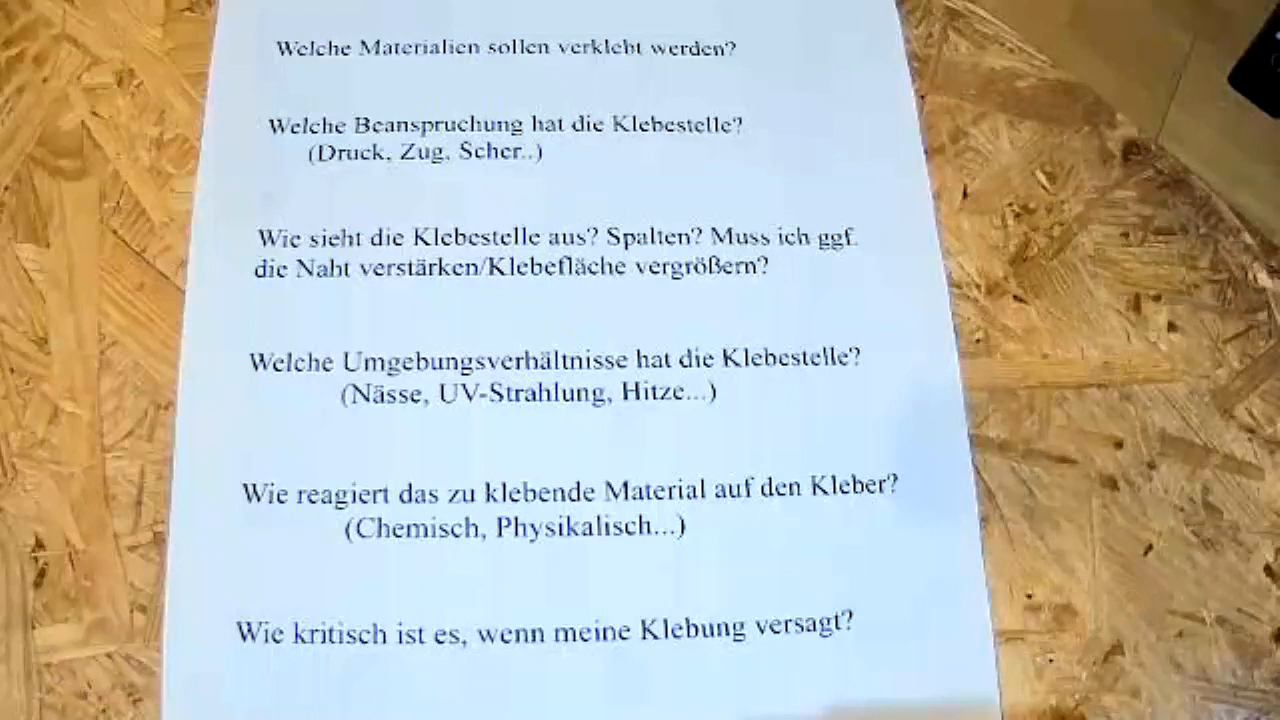 Welche Materialien sollen verklebt werden?
Welche Beanspruchung hat die Klebestelle?
(Druck, Zug, Scher..)
Wie sieht die Klebestelle aus? Spalten? Muss ich ggf.
die Naht verstärken/Klebefläche vergrößern?
Welche Umgebungsverhältnisse hat die Klebestelle?
(Nässe, UV-Strahlung, Hitze...)
Wie reagiert das zu klebende Material auf den Kleber?
(Chemisch, Physikalisch...)
Wie kritisch ist es, wenn meine Klebung versagt?